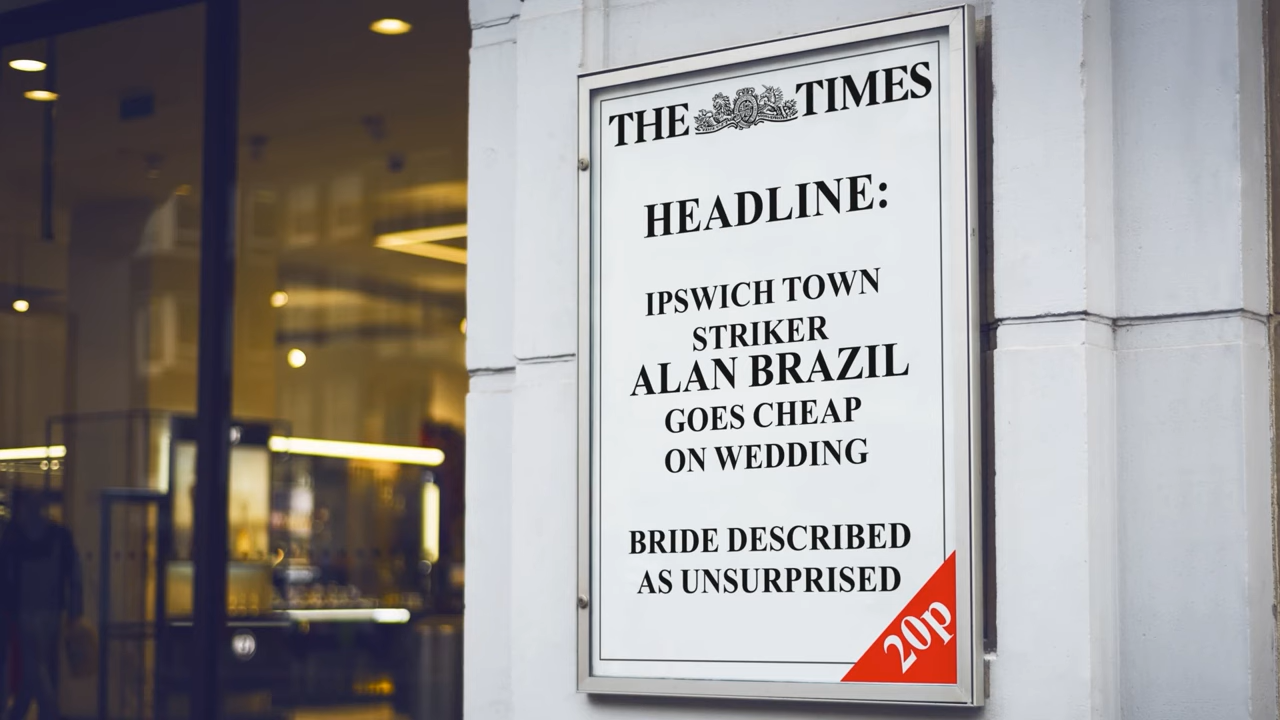 THE TIMES
HEADLINE:
IPSWICH TOWN
STRIKER
ALAN BRAZIL
GOES CHEAP
ON WEDDING
BRIDE DESCRIBED
AS UNSURPRISED
20p